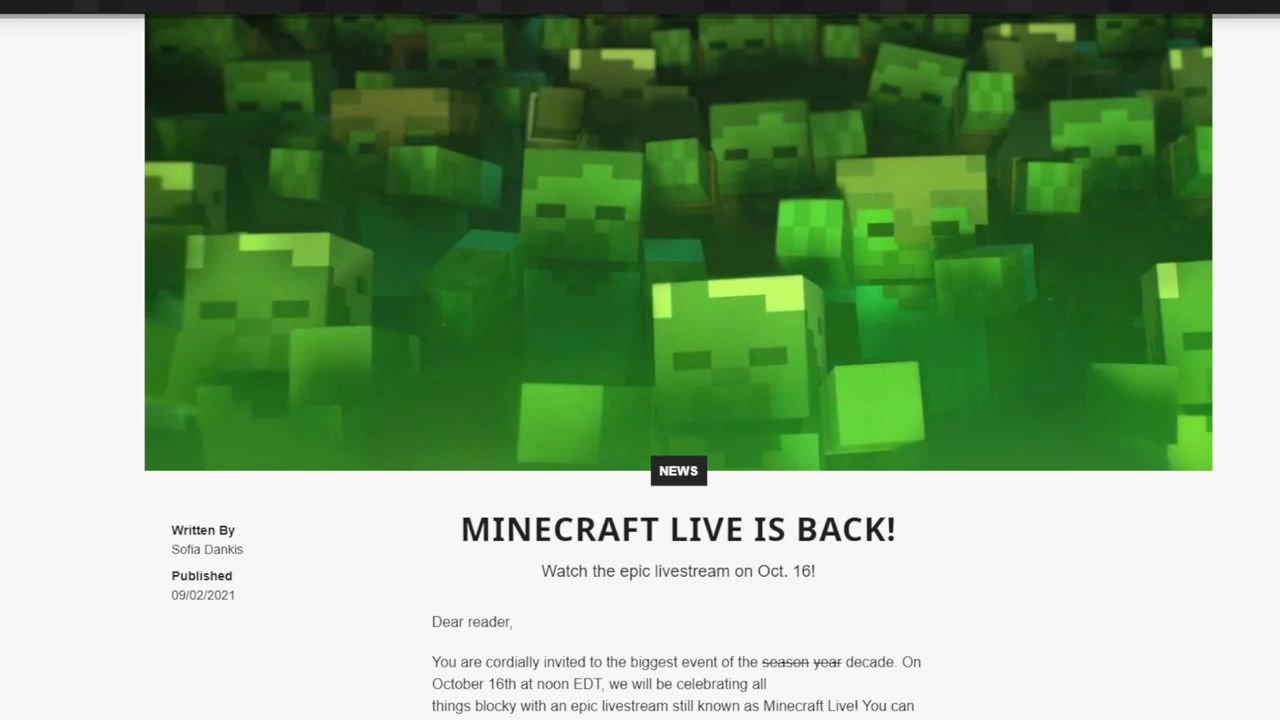 NEWS
MINECRAFT LIVE IS BACK!
Watch the epic livestream on Oct. 16!
Written By
Sofia Dankis
Published
09/02/2021
Dear reader,
You are cordially invited to the biggest event of the season year decade. On
October 16th at noon EDT, we will be celebrating all
things blocky with an epic livestream still known as Minecraft Live! You can